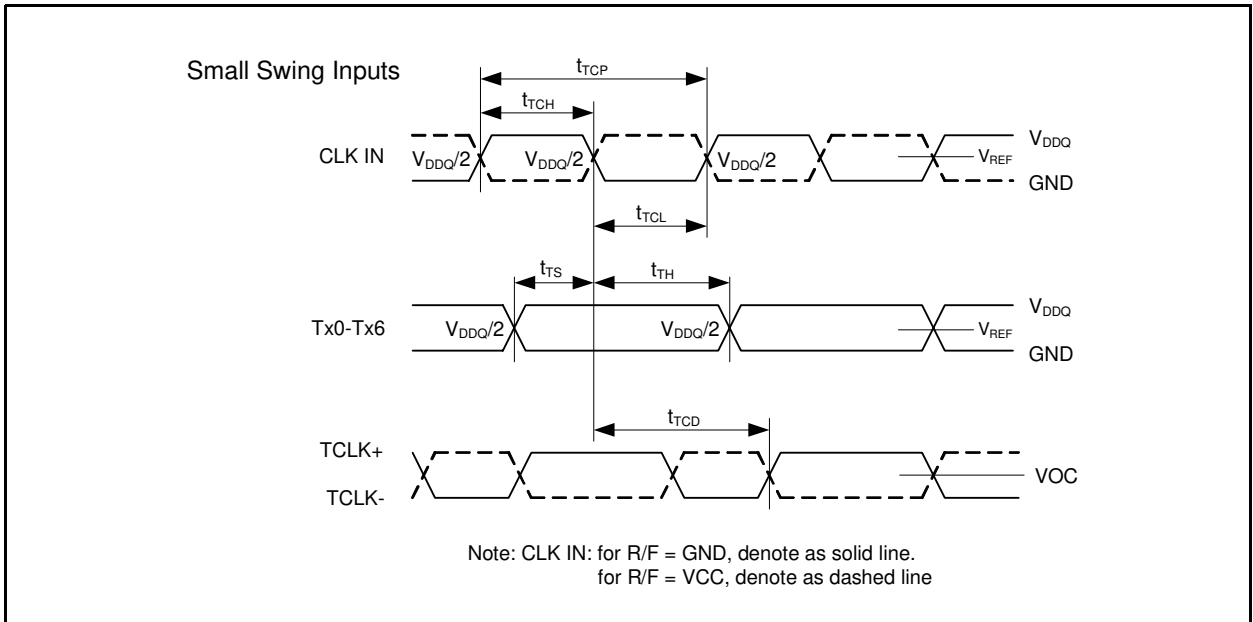 Small Swing Inputs
tTCP
tTCH
CLK IN
VDDQ/2
VDDQ/2
VDDQ/2
VDDQ
VREF
GND
tTCL
tTS
tTH
Tx0-Tx6
VDDQ/2
VDDQ/2
VDDQ
VREF
GND
tTCD
TCLK+
TCLK-
VOC
Note: CLK IN: for R/F = GND, denote as solid line.
for R/F = VCC, denote as dashed line